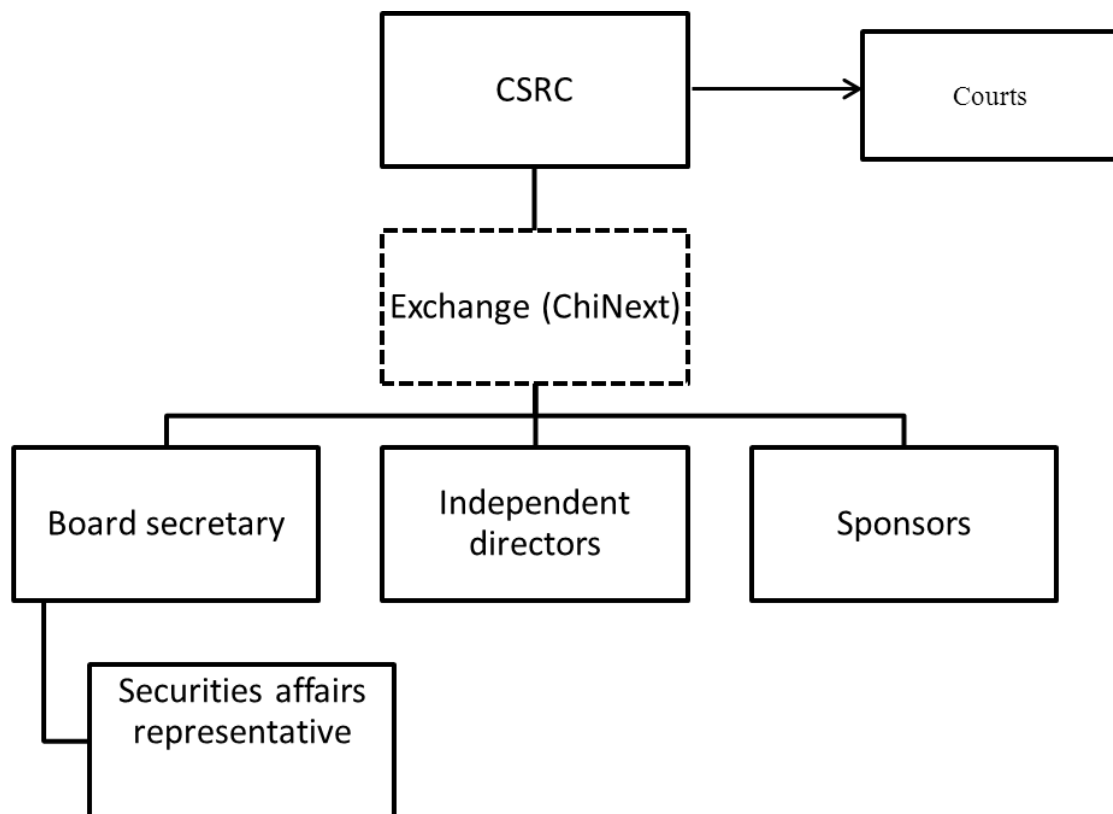 CSRC
Courts
Exchange (ChiNext)
Board secretary
Independent
directors
Sponsors
Securities affairs
representative